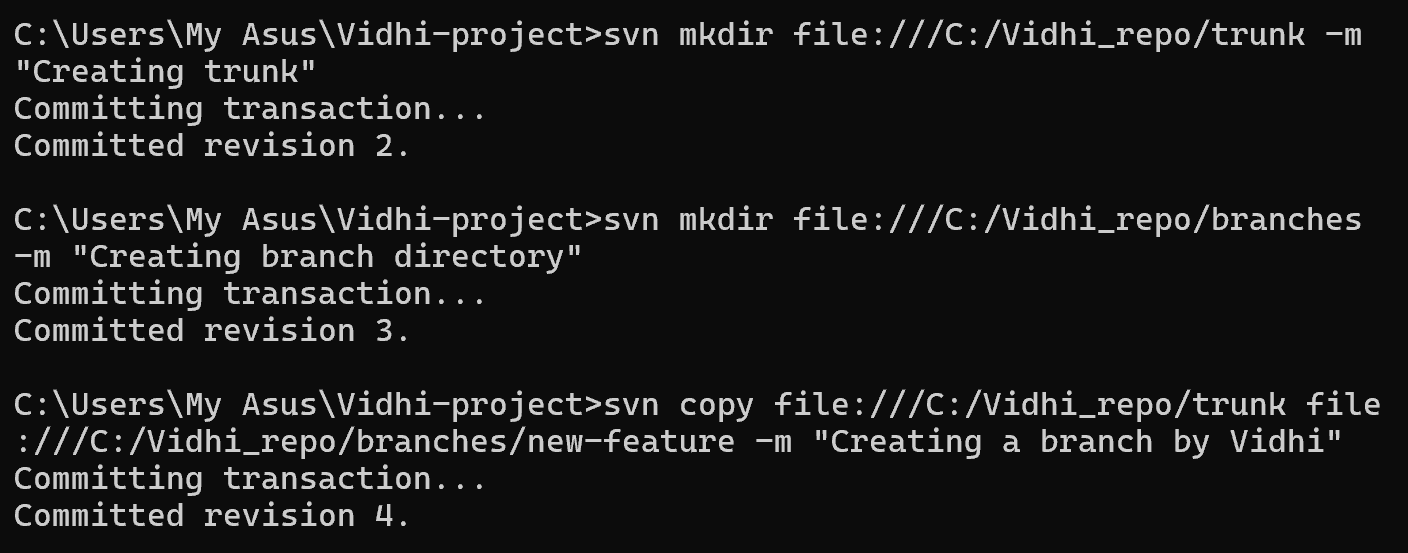 C:\Users\My Asus\Vidhi-project>svn mkdir file:///C:/Vidhi_repo/trunk -m
"Creating trunk"
Committing transaction...
Committed revision 2.
C:\Users\My Asus\Vidhi-project>svn mkdir file:///C:/Vidhi_repo/branches
-m "Creating branch directory"
Committing transaction...
Committed revision 3.
C:\Users\My Asus\Vidhi-project>svn copy file:///C:/Vidhi_repo/trunk file
:///C:/Vidhi_repo/branches/new-feature -m "Creating a branch by Vidhi"
Committing transaction...
Committed revision 4.